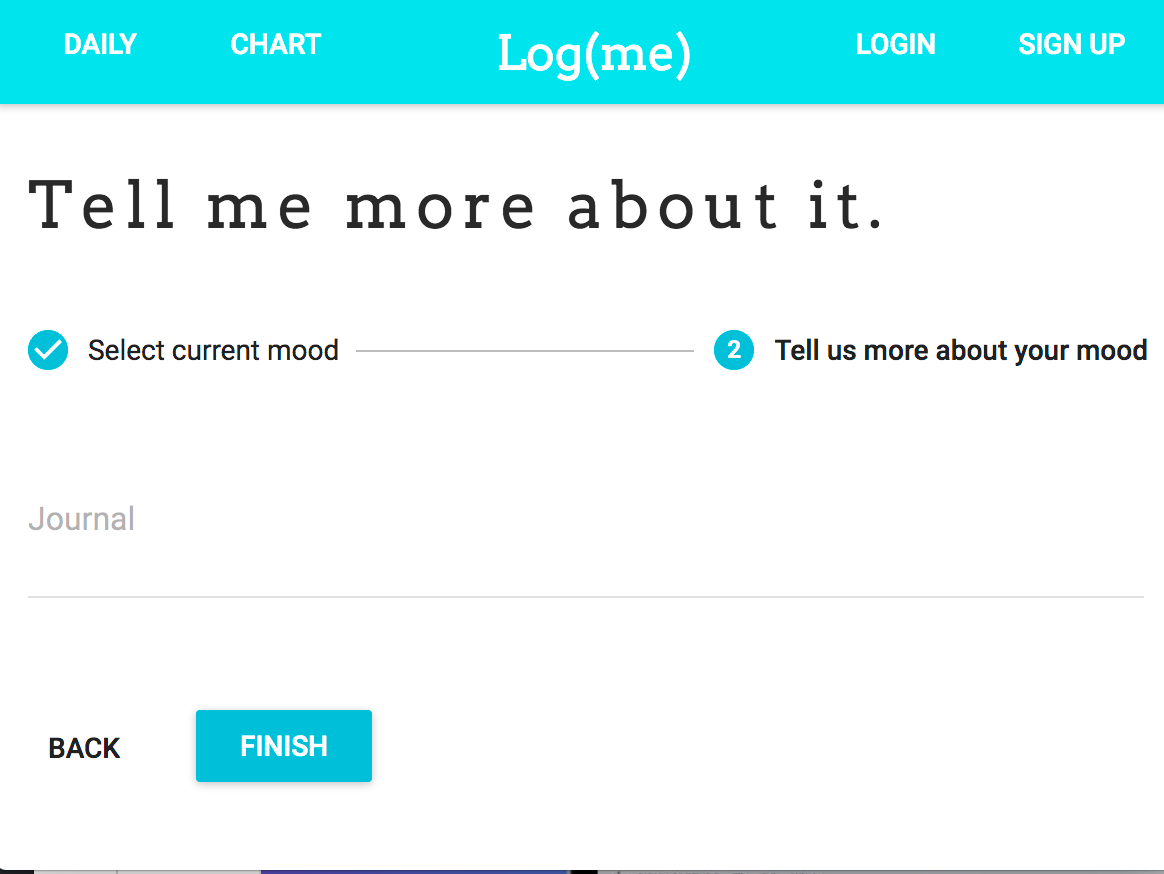 DAILY CHART Log(me) LOGIN SIGN UP
Tell me more about it.
Select current mood 2 Tell us more about your mood
Journal
BACK FINISH